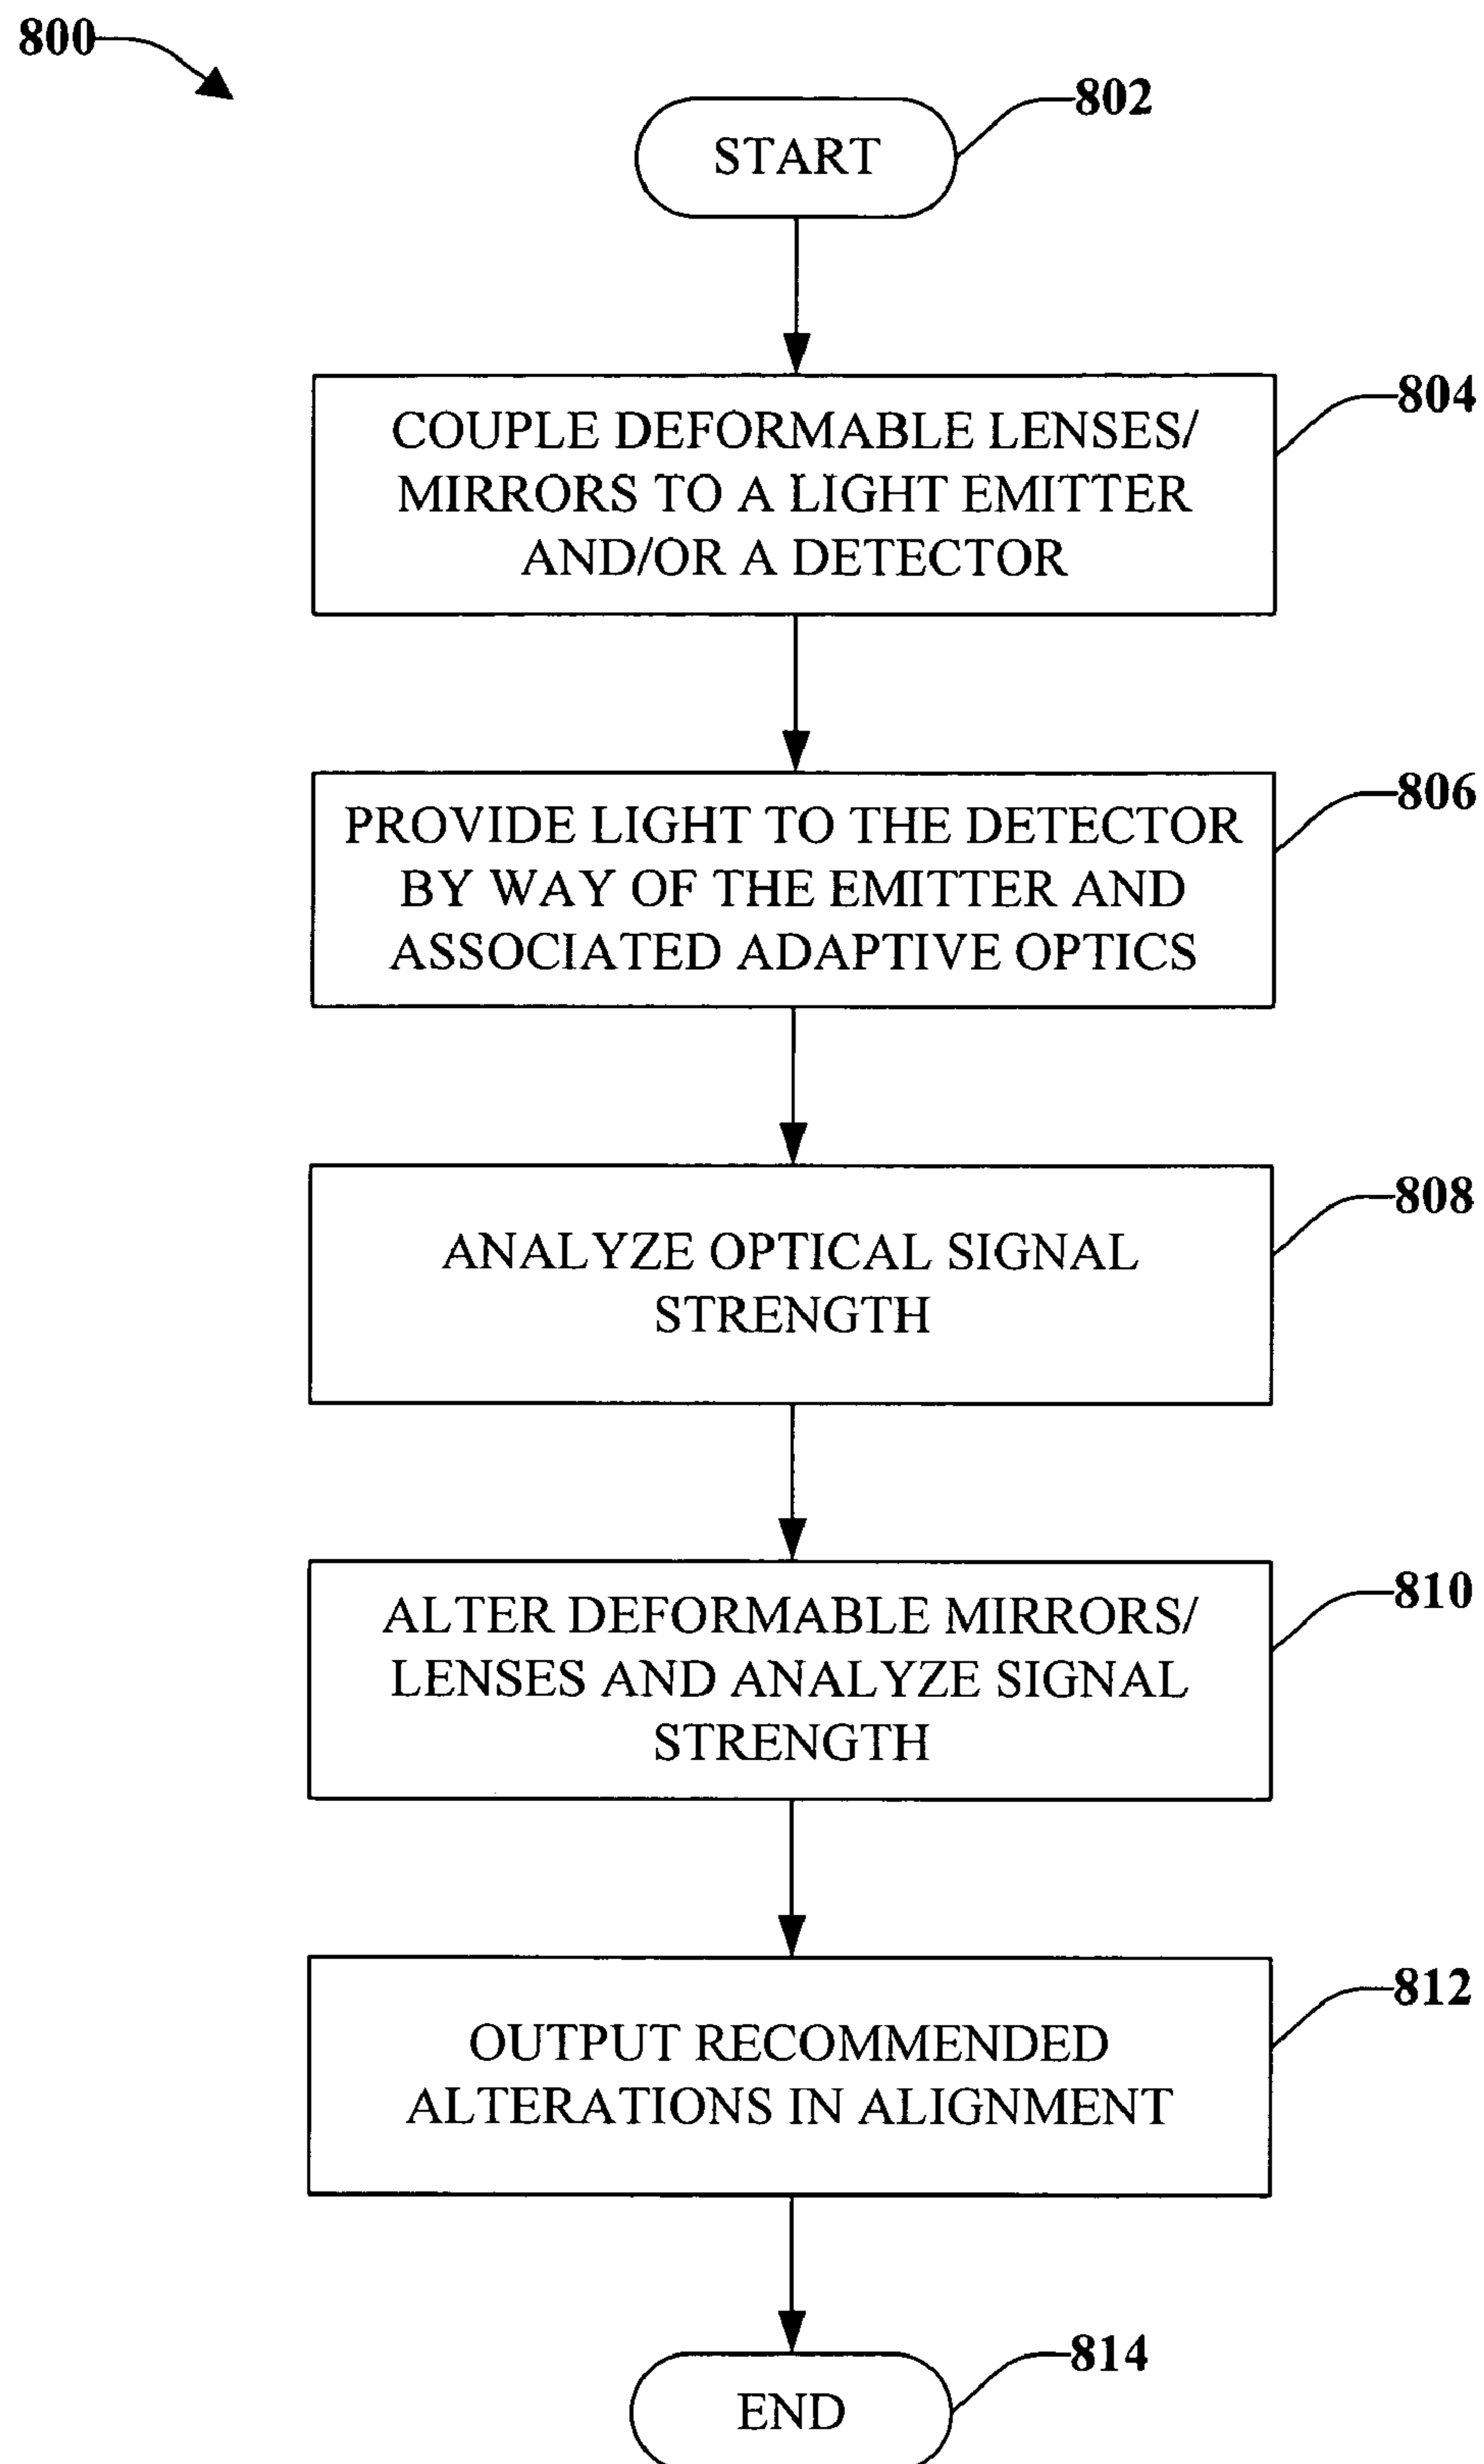 800
802
START
804
COUPLE DEFORMABLE LENSES/
MIRRORS TO A LIGHT EMITTER
AND/OR A DETECTOR
806
PROVIDE LIGHT TO THE DETECTOR
BY WAY OF THE EMITTER AND
ASSOCIATED ADAPTIVE OPTICS
808
ANALYZE OPTICAL SIGNAL
STRENGTH
810
ALTER DEFORMABLE MIRRORS/
LENSES AND ANALYZE SIGNAL
STRENGTH
812
OUTPUT RECOMMENDED
ALTERATIONS IN ALIGNMENT
814
END